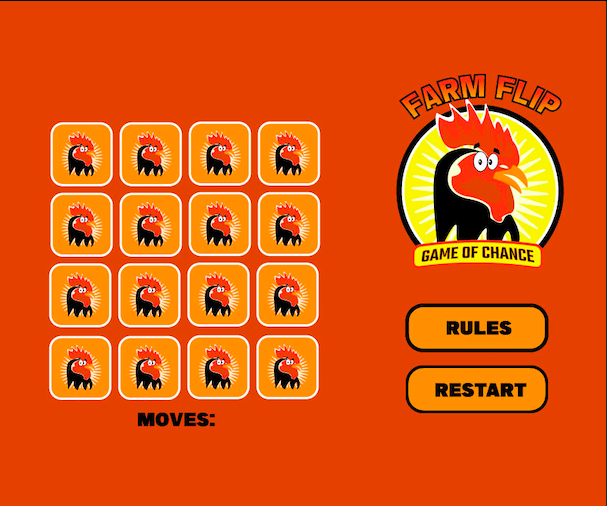 FARM FLIP
GAME OF CHANCE
RULES
RESTART
MOVES: